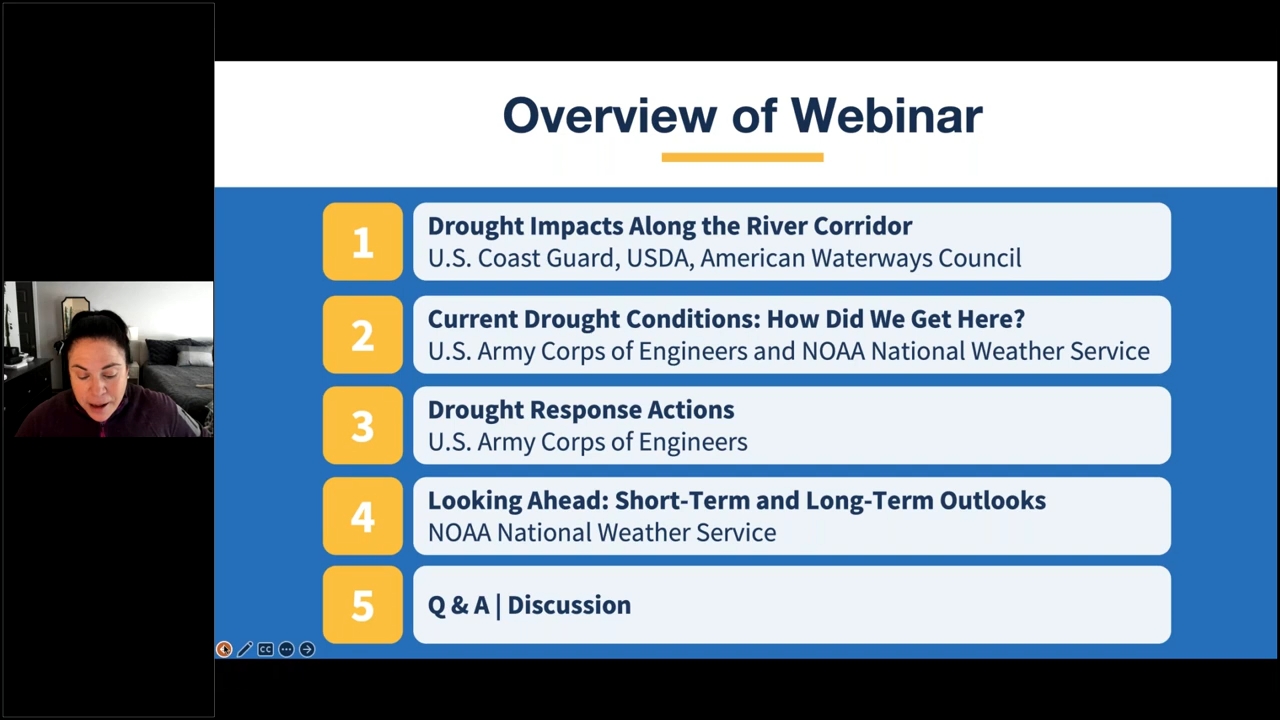 Overview of Webinar
1
Drought Impacts Along the River Corridor
U.S. Coast Guard, USDA, American Waterways Council
2
Current Drought Conditions: How Did We Get Here?
U.S. Army Corps of Engineers and NOAA National Weather Service
3
Drought Response Actions
U.S. Army Corps of Engineers
4
Looking Ahead: Short-Term and Long-Term Outlooks
NOAA National Weather Service
5
Q & A | Discussion
CC